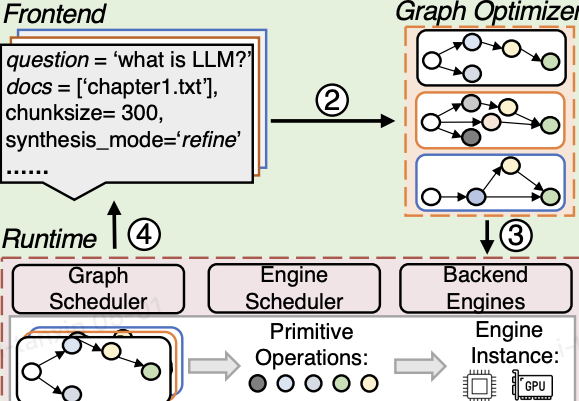 Frontend
Graph Optimizer
question = ‘what is LLM?’
docs = [‘chapter1.txt’],
chunksize= 300,
synthesis_mode=‘refine’
......
②
③
Runtime
④
Graph
Scheduler
Engine
Scheduler
Backend
Engines
Primitive
Operations:
Engine
Instance:
GPU